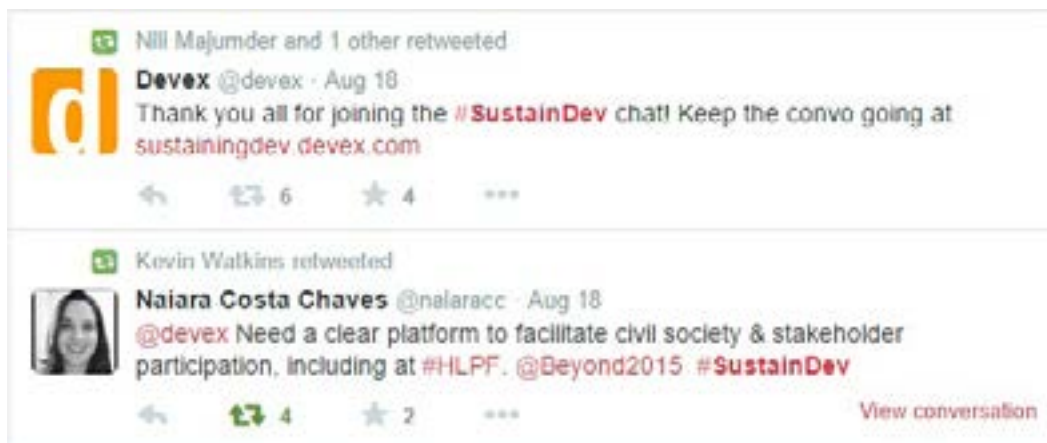 Nill Majumder and 1 other retweeted
Devex @devex · Aug 18
Thank you all for joining the #SustainDev chat! Keep the convo going at
sustainingdev.devex.com
6 4
Kevin Watkins retweeted
Naiara Costa Chaves @naiaracc · Aug 18
@devex Need a clear platform to facilitate civil society & stakeholder
participation, including at #HLPF. @Beyond2015 #SustainDev
4 2 View conversation